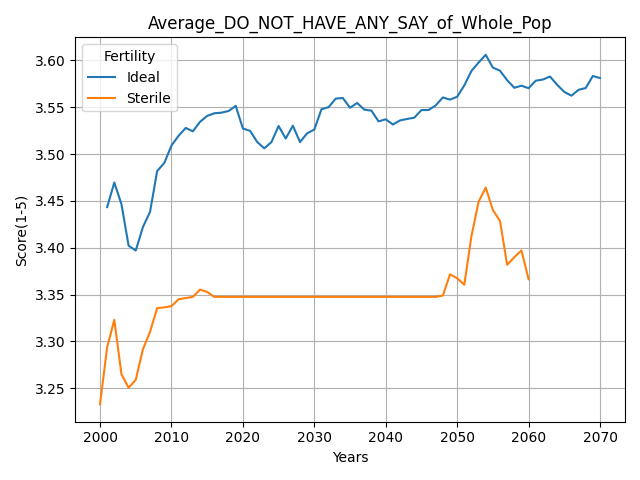 Average_DO_NOT_HAVE_ANY_SAY_of_Whole_Pop
Fertility
Ideal
Sterile
3.60
3.55
3.50
3.45
3.40
3.35
3.30
3.25
Score(1-5)
2000 2010 2020 2030 2040 2050 2060 2070
Years